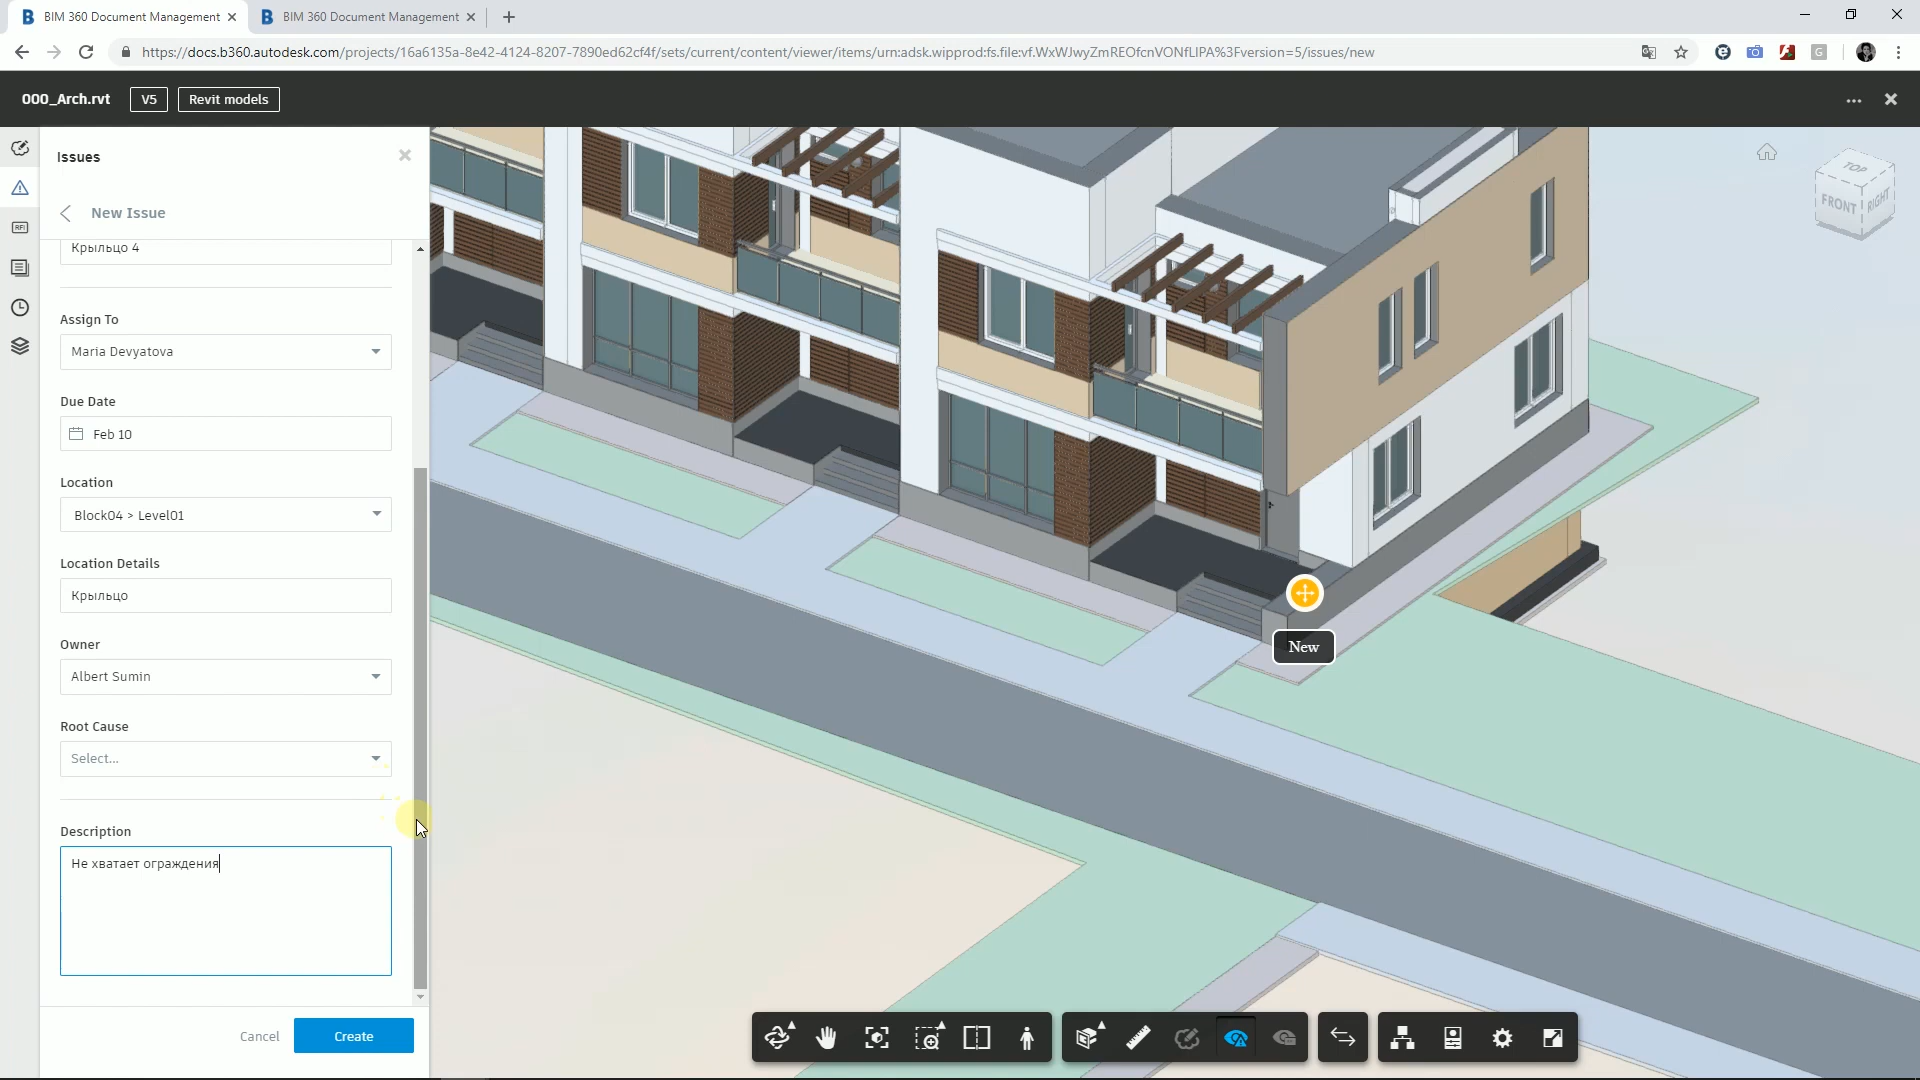 BIM 360 Document Management
BIM 360 Document Management
https://docs.b360.autodesk.com/projects/16a6135a-8e42-4124-8207-7890ed62cf4f/sets/current/content/viewer/items/urn:adsk.wipprod:fs.file:vf.WxWJwyZmREOfcnVONfLIPA%3Fversion=5/issues/new
000_Arch.rvt
V5
Revit models
Issues
New Issue
Крыльцо 4
Assign To
Maria Devyatova
Due Date
Feb 10
Location
Block04 > Level01
Location Details
Крыльцо
Owner
Albert Sumin
Root Cause
Select...
Description
Не хватает ограждения
Cancel
Create
RFI
TOP
FRONT
RIGHT
New